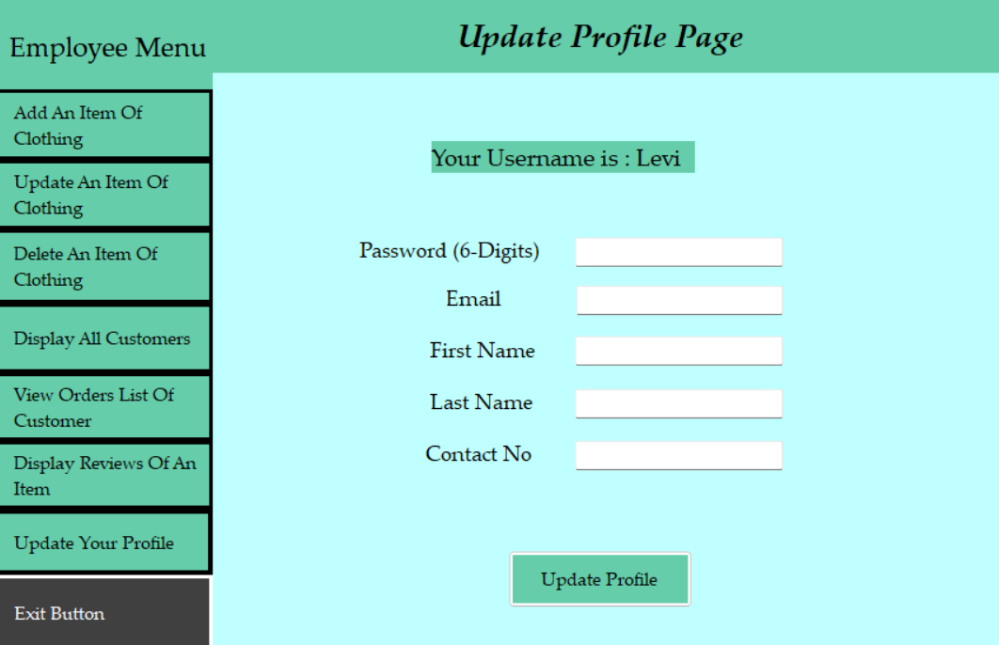 Employee Menu
Update Profile Page
Add An Item Of
Clothing
Update An Item Of
Clothing
Delete An Item Of
Clothing
Display All Customers
View Orders List Of
Customer
Display Reviews Of An
Item
Update Your Profile
Exit Button
Your Username is : Levi
Password (6-Digits)
Email
First Name
Last Name
Contact No
Update Profile